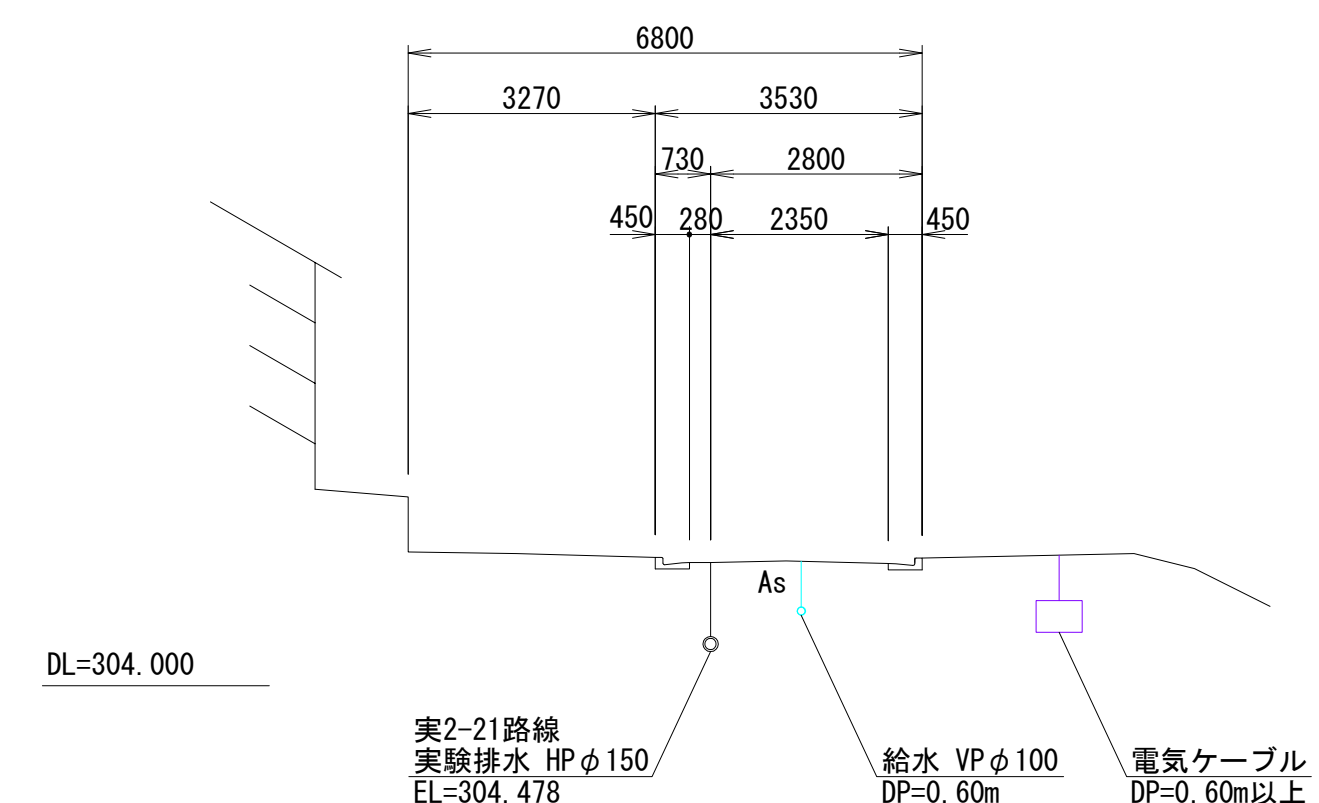 6800
3270
3530
730
2800
450
280
2350
450
As
DL=304.000
実2-21路線
実験排水 HPφ150
EL=304.478
給水 VPφ100
DP=0.60m
電気ケーブル
DP=0.60m以上